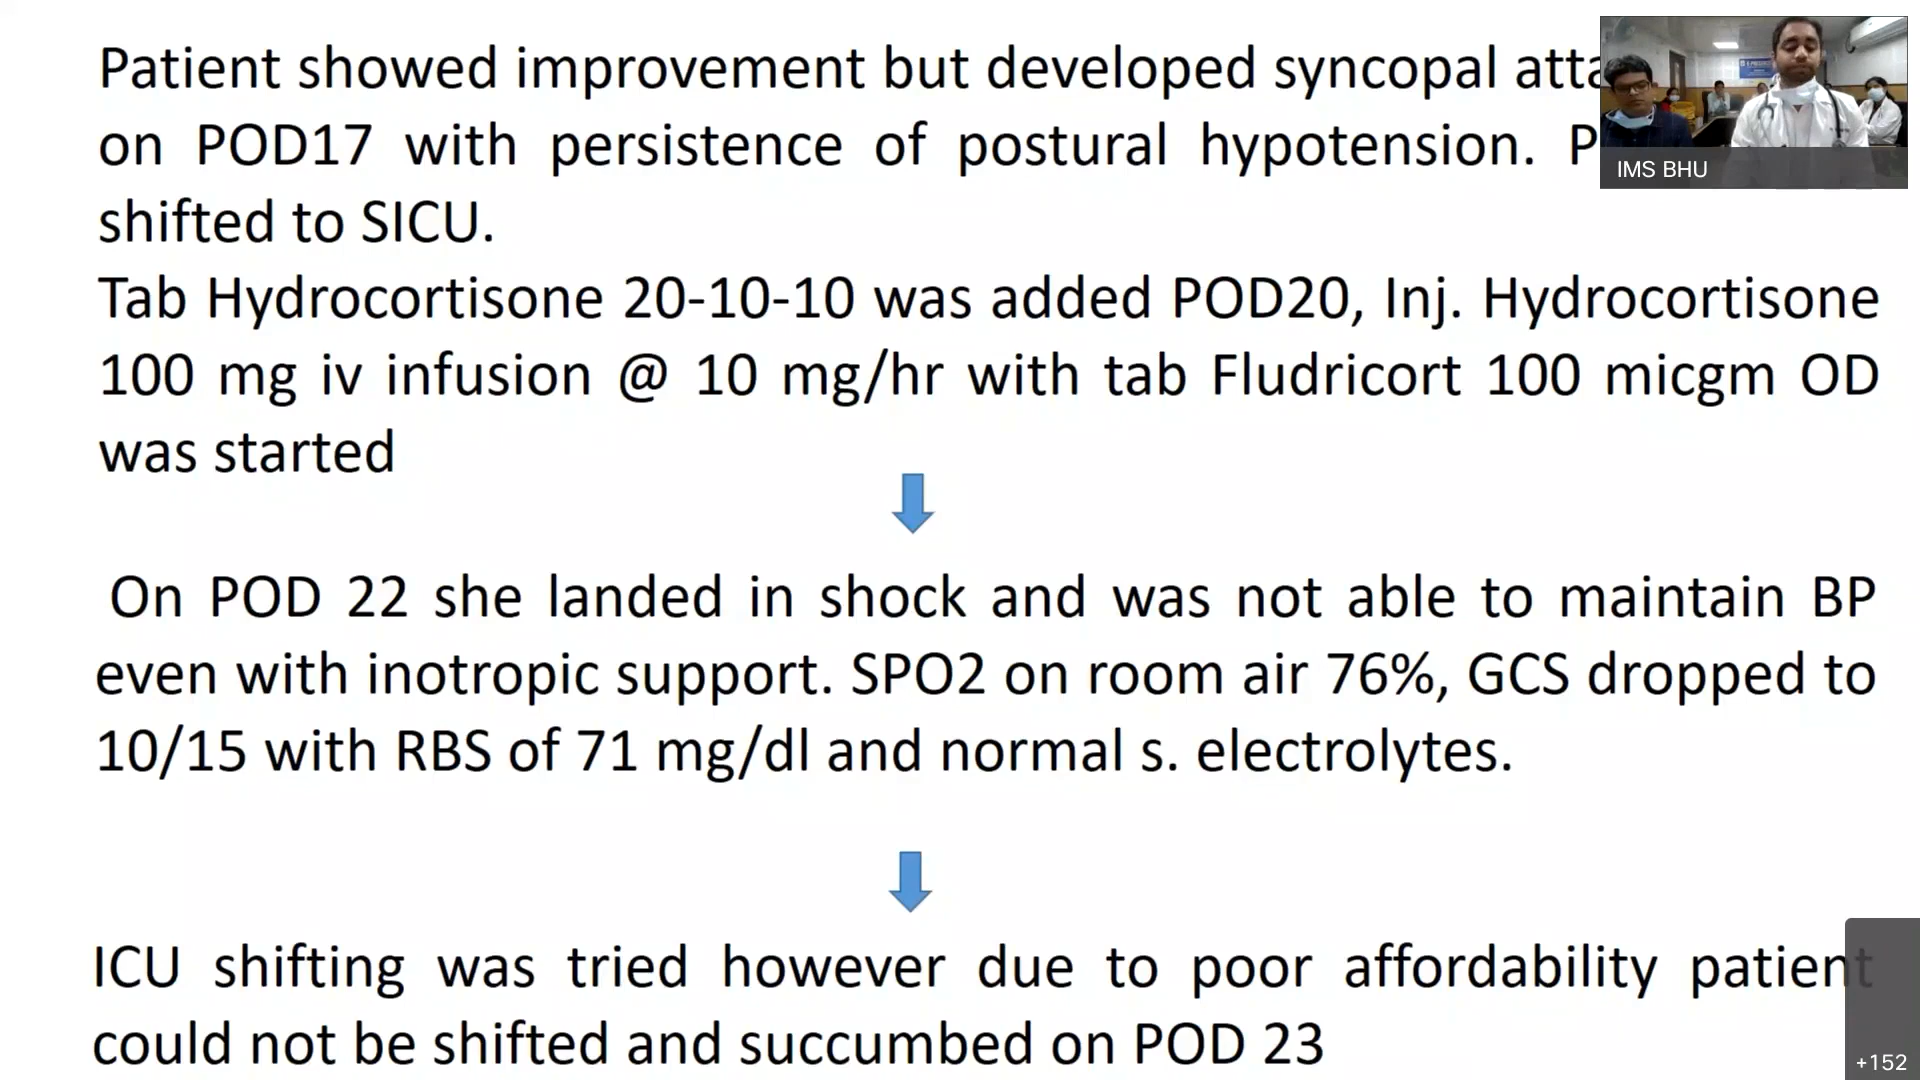 Patient showed improvement but developed syncopal
on POD17 with persistence of postural hypotension.
shifted to SICU.
Tab Hydrocortisone 20-10-10 was added POD20, Inj. Hydrocortisone
100 mg iv infusion @ 10 mg/hr with tab Fludricort 100 micgm OD
was started
On POD 22 she landed in shock and was not able to maintain BP
even with inotropic support. SPO2 on room air 76%, GCS dropped to
10/15 with RBS of 71 mg/dl and normal s. electrolytes.
ICU shifting was tried however due to poor affordability patient
could not be shifted and succumbed on POD 23
IMS BHU
+152